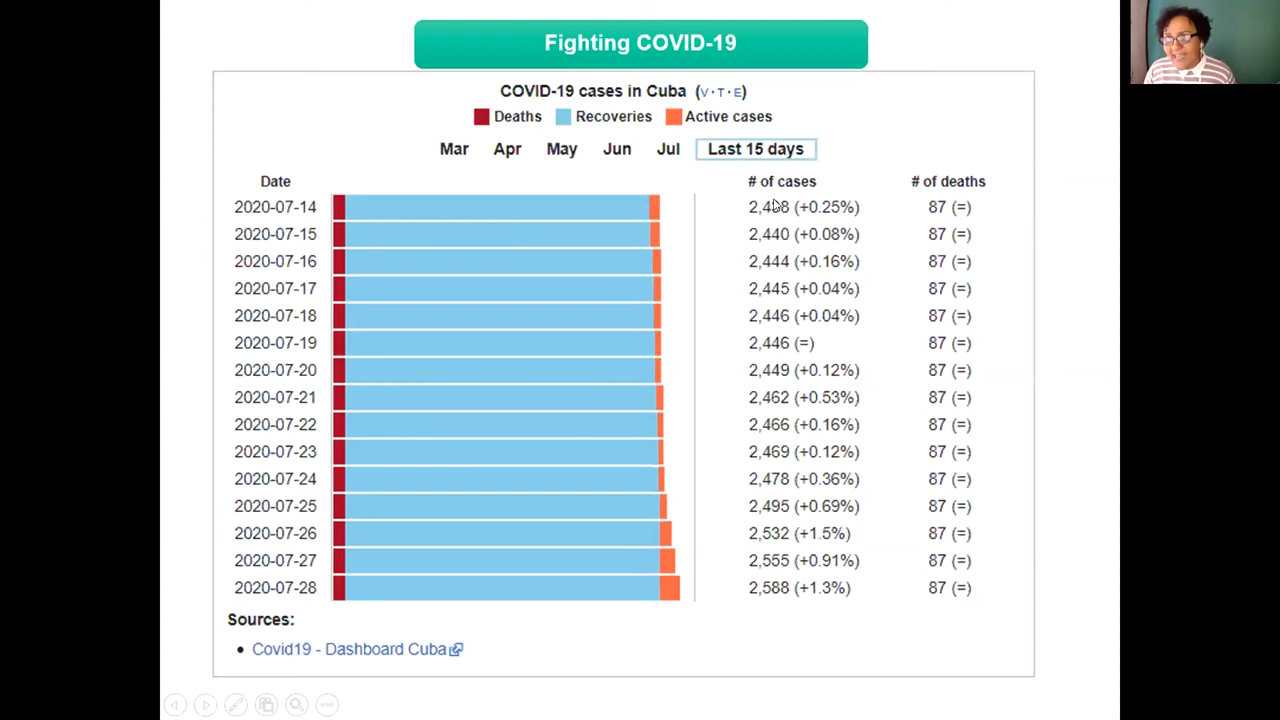 Fighting COVID-19
COVID-19 cases in Cuba (V·T·E)
Deaths Recoveries Active cases
Mar Apr May Jun Jul Last 15 days
Date # of cases # of deaths
2020-07-14 2,438 (+0.25%) 87 (=)
2020-07-15 2,440 (+0.08%) 87 (=)
2020-07-16 2,444 (+0.16%) 87 (=)
2020-07-17 2,445 (+0.04%) 87 (=)
2020-07-18 2,446 (+0.04%) 87 (=)
2020-07-19 2,446 (=) 87 (=)
2020-07-20 2,449 (+0.12%) 87 (=)
2020-07-21 2,462 (+0.53%) 87 (=)
2020-07-22 2,466 (+0.16%) 87 (=)
2020-07-23 2,469 (+0.12%) 87 (=)
2020-07-24 2,478 (+0.36%) 87 (=)
2020-07-25 2,495 (+0.69%) 87 (=)
2020-07-26 2,532 (+1.5%) 87 (=)
2020-07-27 2,555 (+0.91%) 87 (=)
2020-07-28 2,588 (+1.3%) 87 (=)
Sources:
• Covid19 - Dashboard Cuba